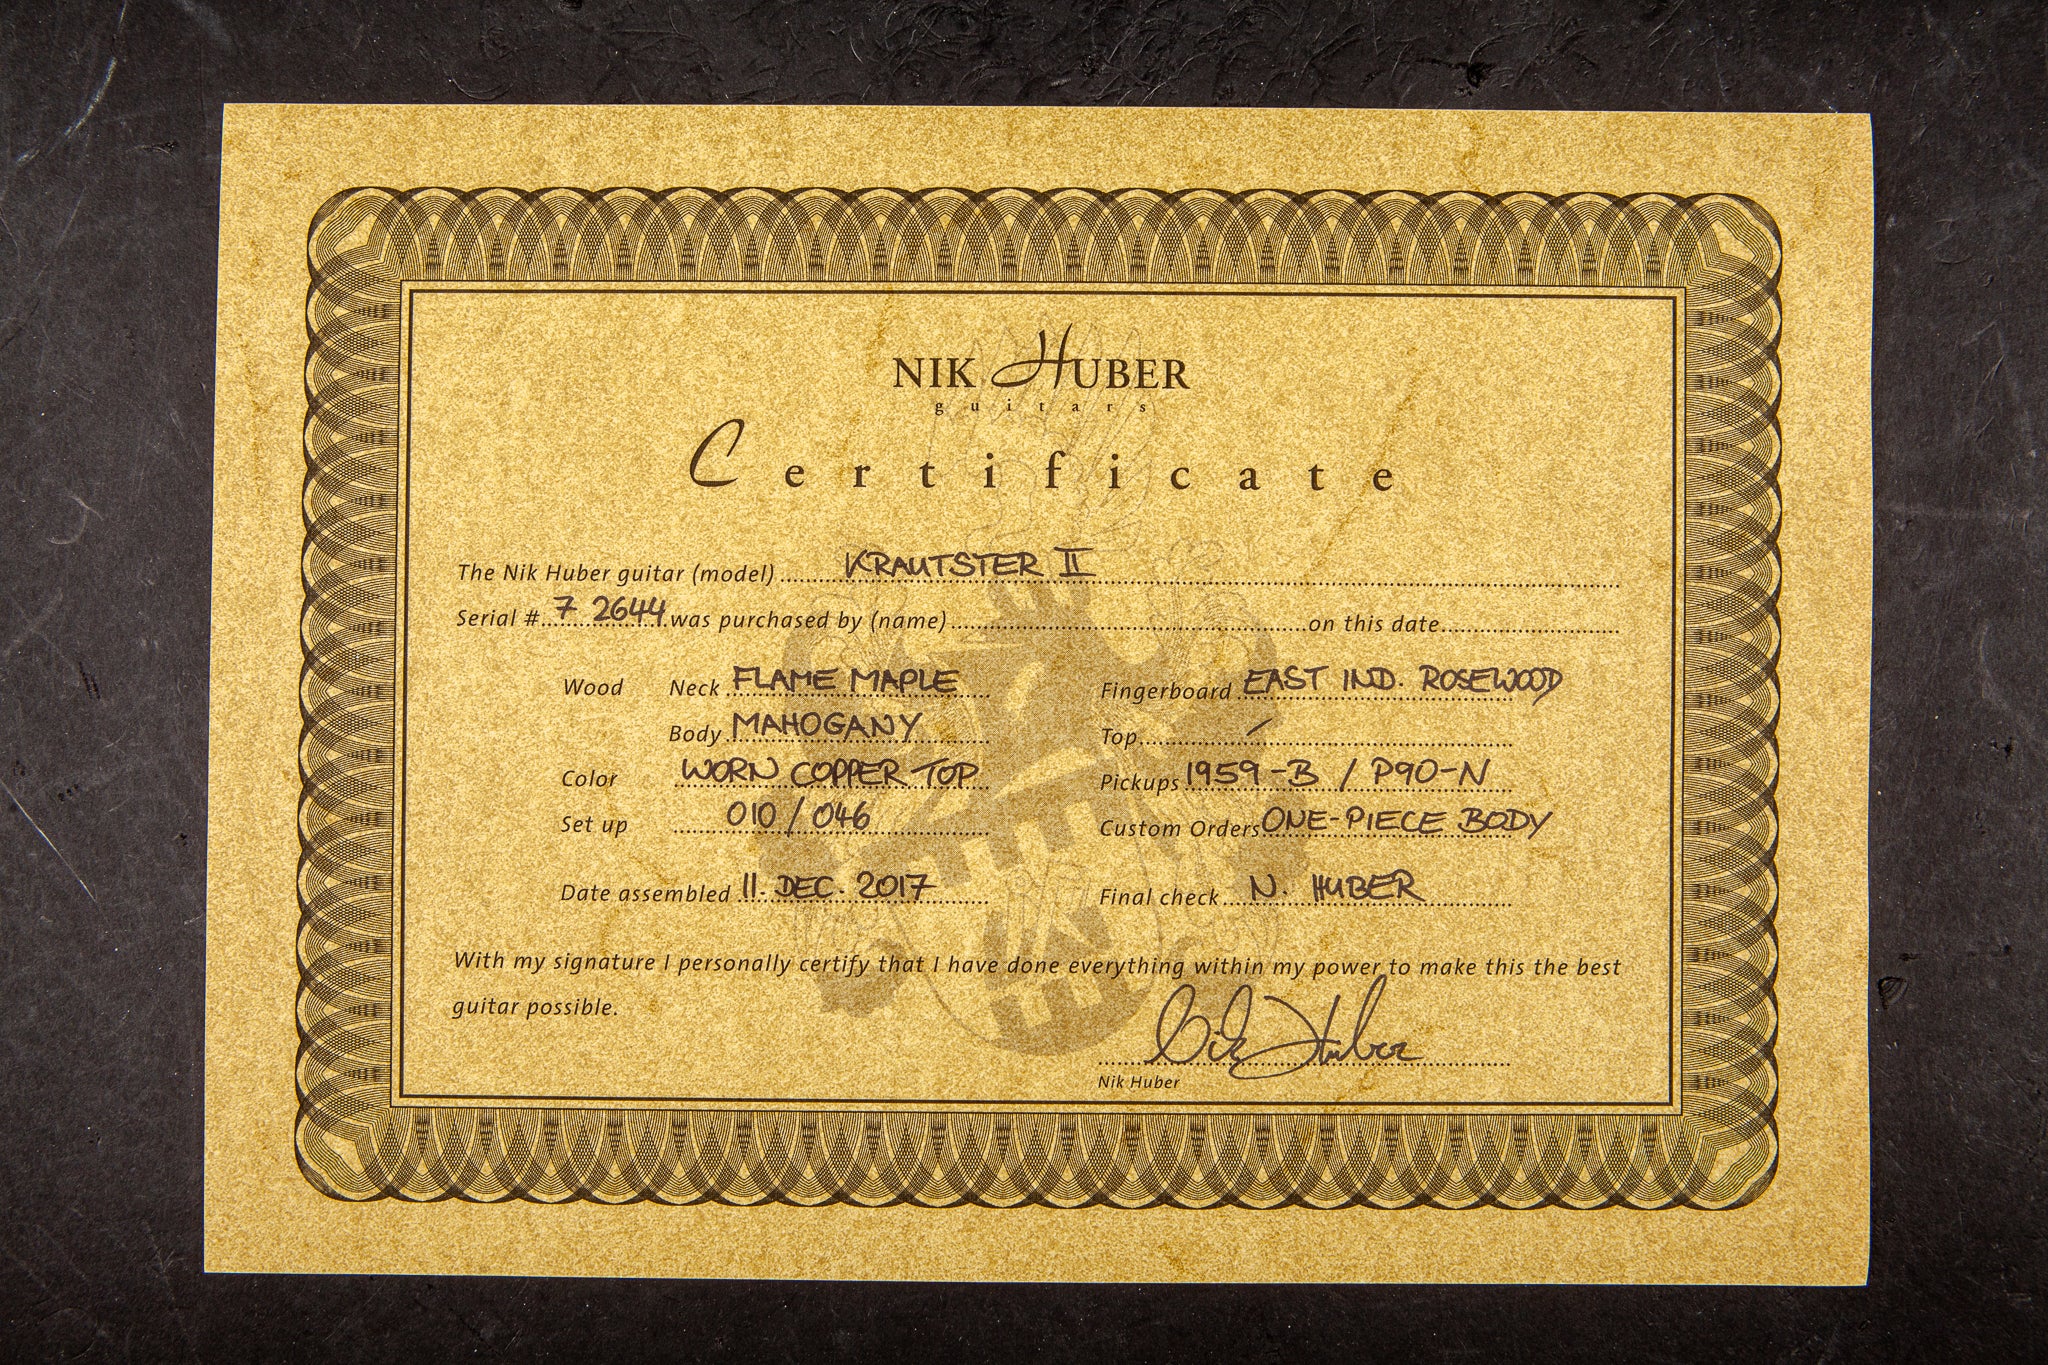 NIK HUBER
guitars
Certificate
The Nik Huber guitar (model) KRAUTSTER II
Serial # 7 2644 was purchased by (name) on this date
Wood Neck FLAME MAPLE Fingerboard EAST IND. ROSEWOOD
Body MAHOGANY Top /
Color WORN COPPER TOP Pickups 1959-B / P90-N
Set up 010 / 046 Custom Orders ONE-PIECE BODY
Date assembled 11. DEC. 2017 Final check N. HUBER
With my signature I personally certify that I have done everything within my power to make this the best
guitar possible.
Nik Huber
Nik Huber